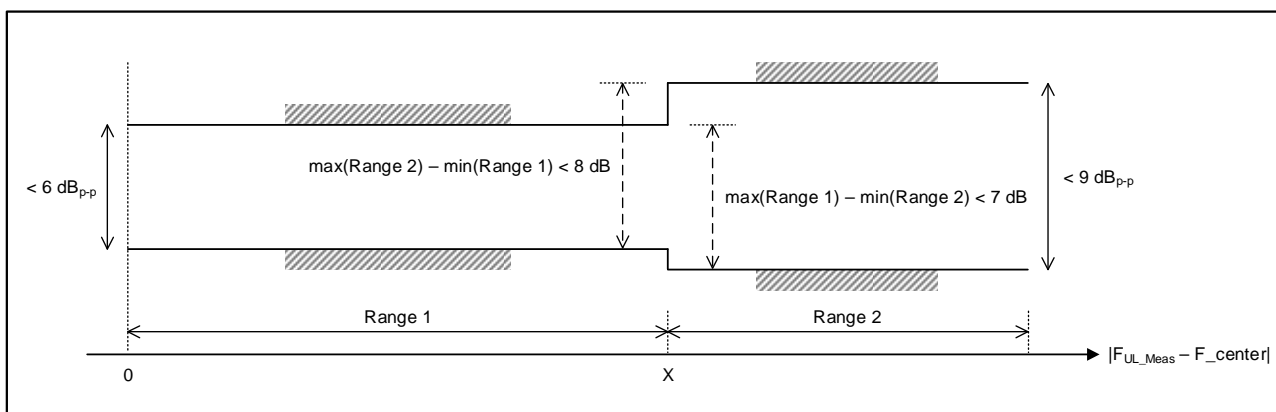 max(Range 2) – min(Range 1) < 8 dB
< 6 dBp-p
< 9 dBp-p
max(Range 1) – min(Range 2) < 7 dB
Range 1
Range 2
|FUL_Meas – F_center|
0
X